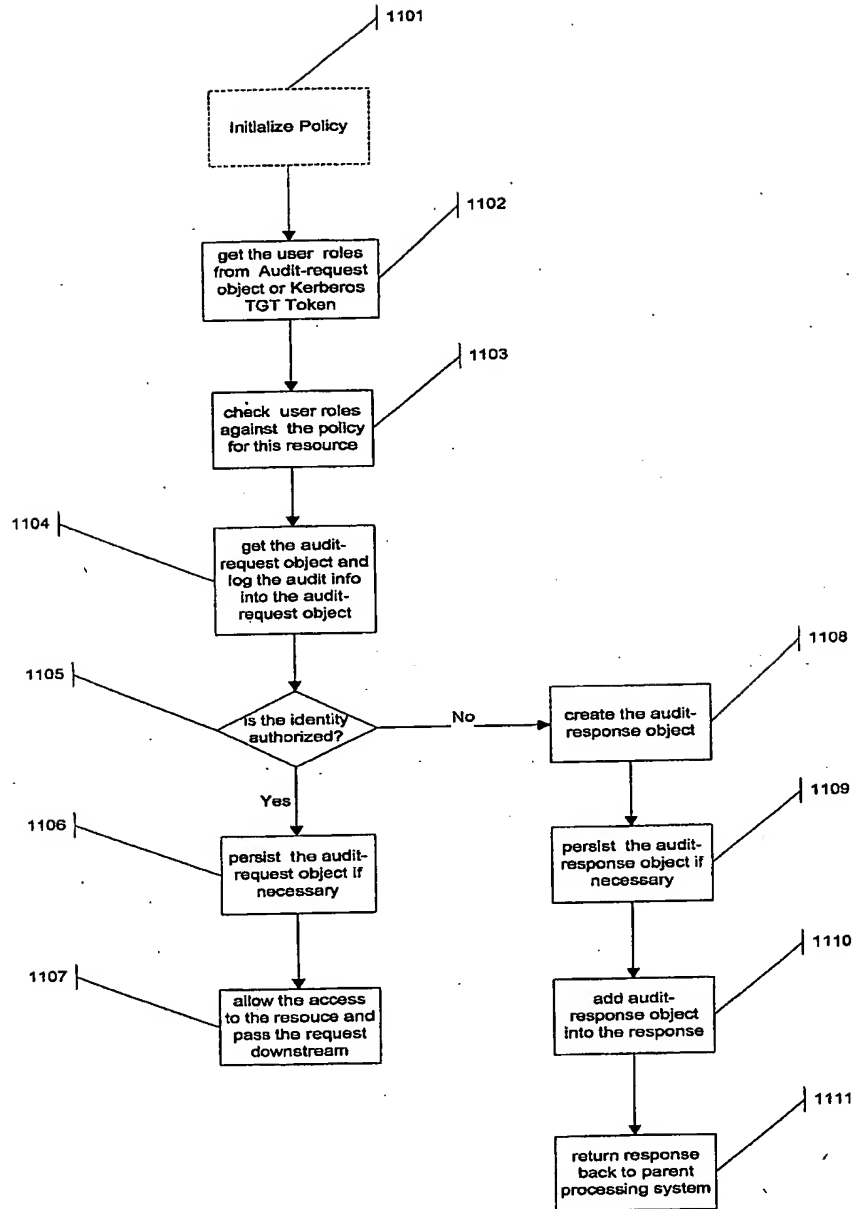 1101
Initialize Policy
1102
get the user roles
from Audit-request
object or Kerberos
TGT Token
1103
check user roles
against the policy
for this resource
1104
get the audit-
request object and
log the audit info
into the audit-
request object
1105
is the identity
authorized?
No
Yes
1108
create the audit-
response object
1106
persist the audit-
request object if
necessary
1109
persist the audit-
response object if
necessary
1107
allow the access
to the resouce and
pass the request
downstream
1110
add audit-
response object
into the response
1111
return response
back to parent
processing system